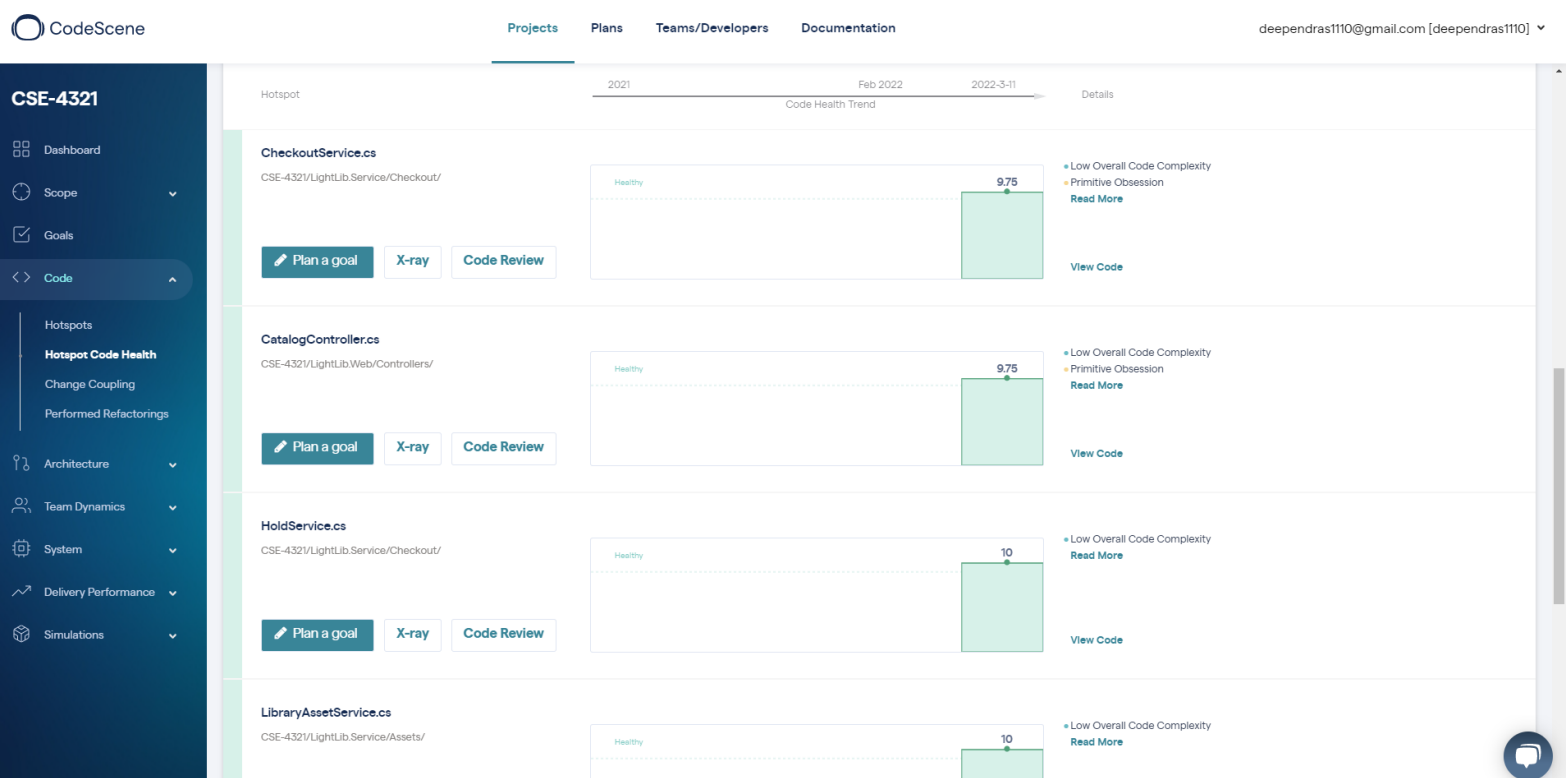 CodeScene
Projects Plans Teams/Developers Documentation
deependras1110@gmail.com [deependras1110]
CSE-4321
Dashboard
Scope
Goals
Code
Hotspots
Hotspot Code Health
Change Coupling
Performed Refactorings
Architecture
Team Dynamics
System
Delivery Performance
Simulations
Hotspot
2021 Feb 2022 2022-3-11
Code Health Trend
Details
CheckoutService.cs
CSE-4321/LightLib.Service/Checkout/
Plan a goal X-ray Code Review
Healthy
9.75
Low Overall Code Complexity
Primitive Obsession
Read More
View Code
CatalogController.cs
CSE-4321/LightLib.Web/Controllers/
Plan a goal X-ray Code Review
Healthy
9.75
Low Overall Code Complexity
Primitive Obsession
Read More
View Code
HoldService.cs
CSE-4321/LightLib.Service/Checkout/
Plan a goal X-ray Code Review
Healthy
10
Low Overall Code Complexity
Read More
View Code
LibraryAssetService.cs
CSE-4321/LightLib.Service/Assets/
Healthy
10
Low Overall Code Complexity
Read More